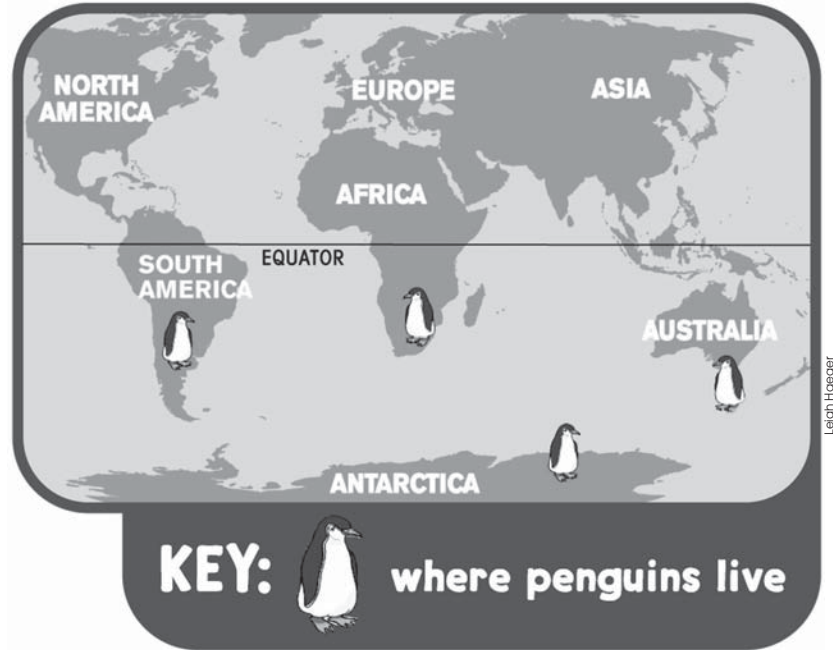 NORTH
AMERICA
EUROPE
ASIA
AFRICA
EQUATOR
SOUTH
AMERICA
AUSTRALIA
ANTARCTICA
KEY: where penguins live
Leigh Haeger